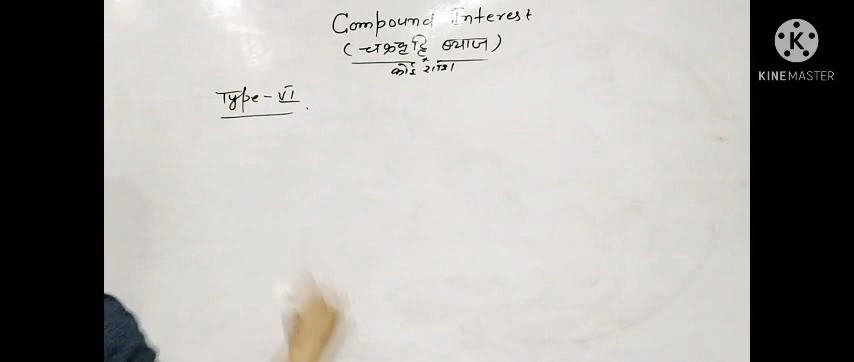 Compound Interest
(चक्रवृद्धि ब्याज)
कोई राशि
Type-VI.
KINEMASTER